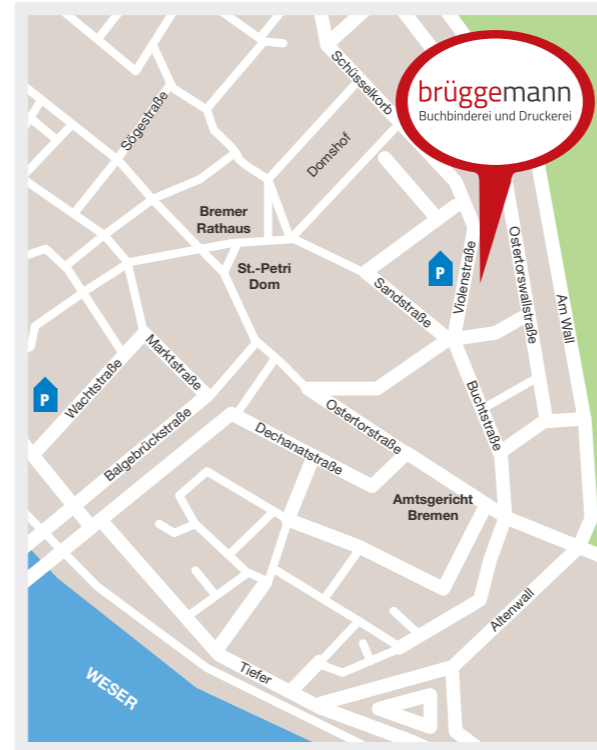 Schüsselkorb
brüggemann
Buchbinderei und Druckerei
Sögestraße
Domshof
Bremer
Rathaus
St.-Petri
Dom
P
Violenstraße
Ostertorswallstraße
Am Wall
Sandstraße
Marktstraße
Wachtstraße
P
Buchtstraße
Balgebrückstraße
Ostertorstraße
Dechanatstraße
Amtsgericht
Bremen
Altenwall
Tiefer
WESER